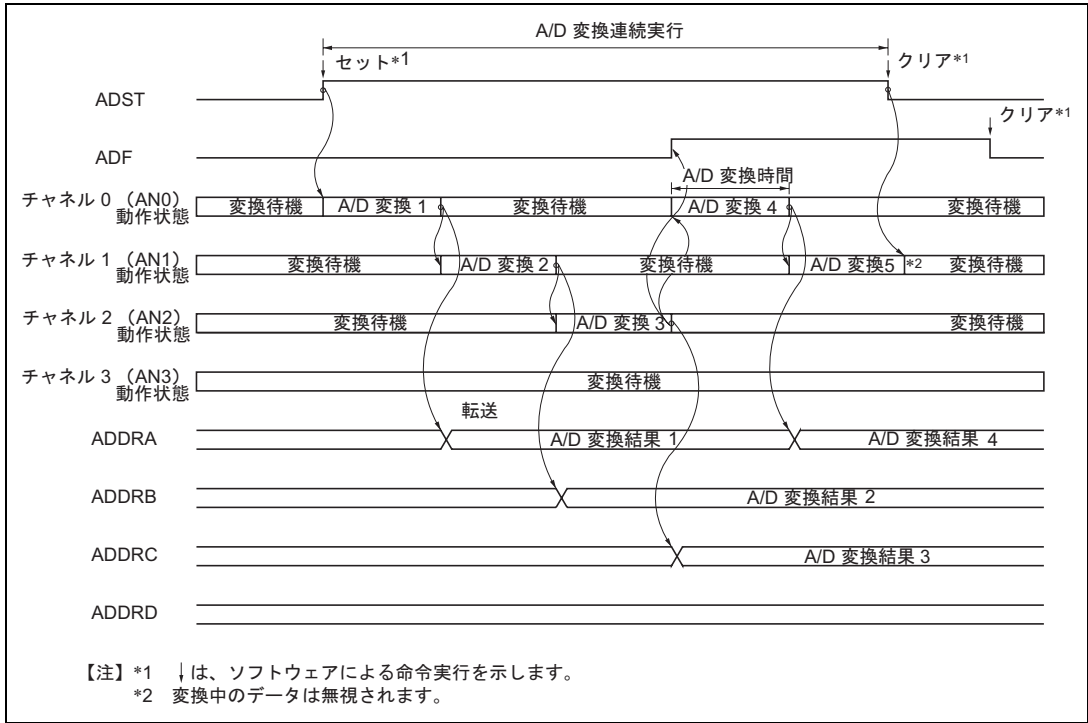 A/D 変換連続実行
セット*1
クリア*1
ADST
クリア*1
ADF
A/D 変換時間
チャネル 0 (AN0)
動作状態
変換待機
A/D 変換 1
変換待機
A/D 変換 4
変換待機
チャネル 1 (AN1)
動作状態
変換待機
A/D 変換 2
変換待機
A/D 変換5
*2
変換待機
チャネル 2 (AN2)
動作状態
変換待機
A/D 変換 3
変換待機
チャネル 3 (AN3)
動作状態
変換待機
転送
ADDRA
A/D 変換結果 1
A/D 変換結果 4
ADDRB
A/D 変換結果 2
ADDRC
A/D 変換結果 3
ADDRD
【注】*1 ↓は、ソフトウェアによる命令実行を示します。
*2 変換中のデータは無視されます。